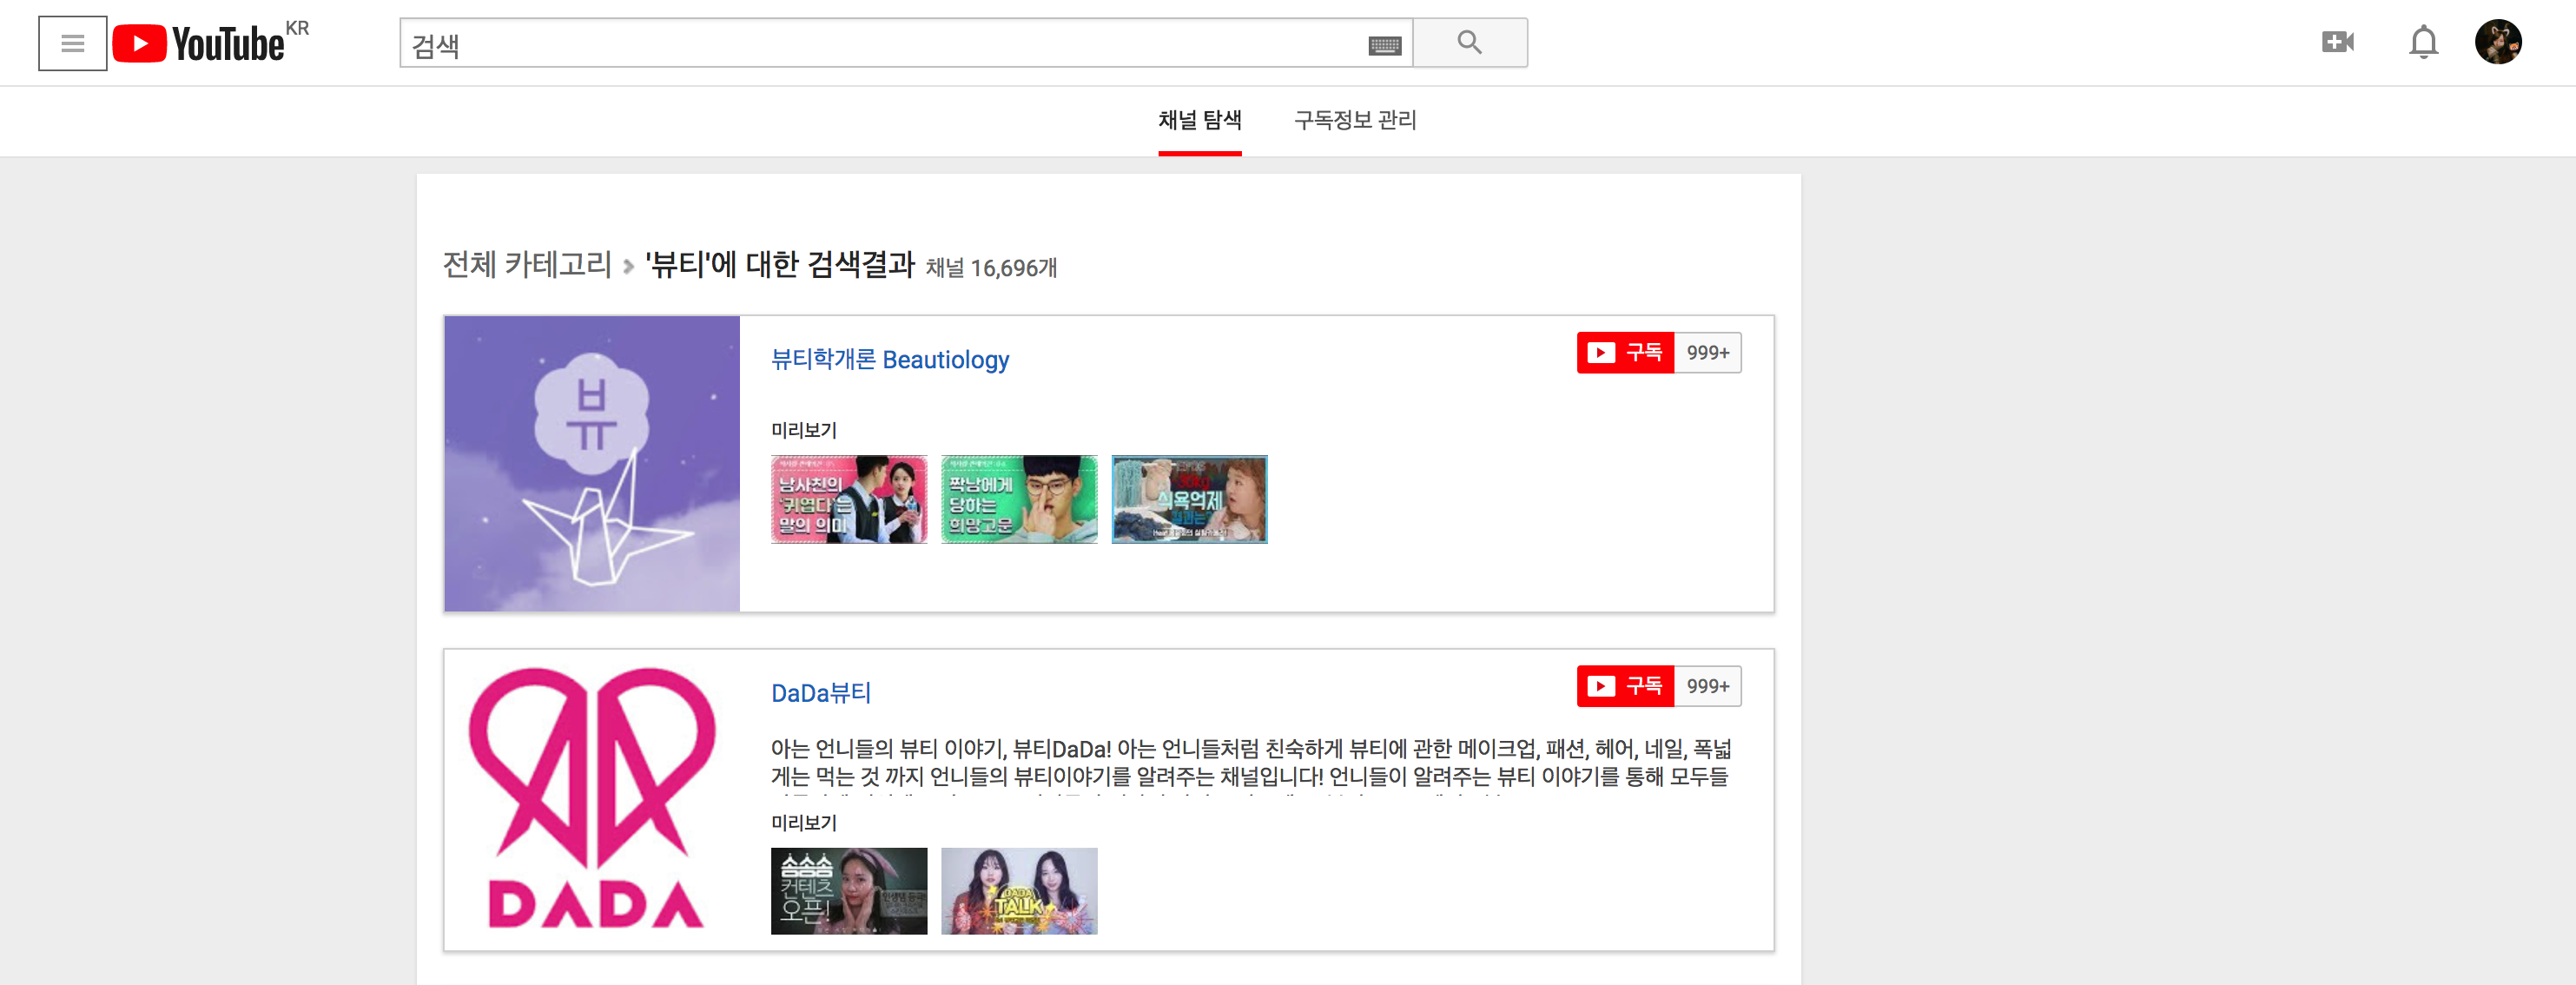 YouTube KR
검색
채널 탐색 구독정보 관리
전체 카테고리 › '뷰티'에 대한 검색결과 채널 16,696개
뷰
뷰티학개론 Beautiology
구독 999+
미리보기
남사친의
'귀엽다'은
말의 의미
짝남에게
당하는
희망고문
식욕억제
DADA
DaDa뷰티
구독 999+
아는 언니들의 뷰티 이야기, 뷰티DaDa! 아는 언니들처럼 친숙하게 뷰티에 관한 메이크업, 패션, 헤어, 네일, 폭넓
게는 먹는 것 까지 언니들의 뷰티이야기를 알려주는 채널입니다! 언니들이 알려주는 뷰티 이야기를 통해 모두들
미리보기
숨숨숨
컨텐츠
오픈!
DADA
TALK